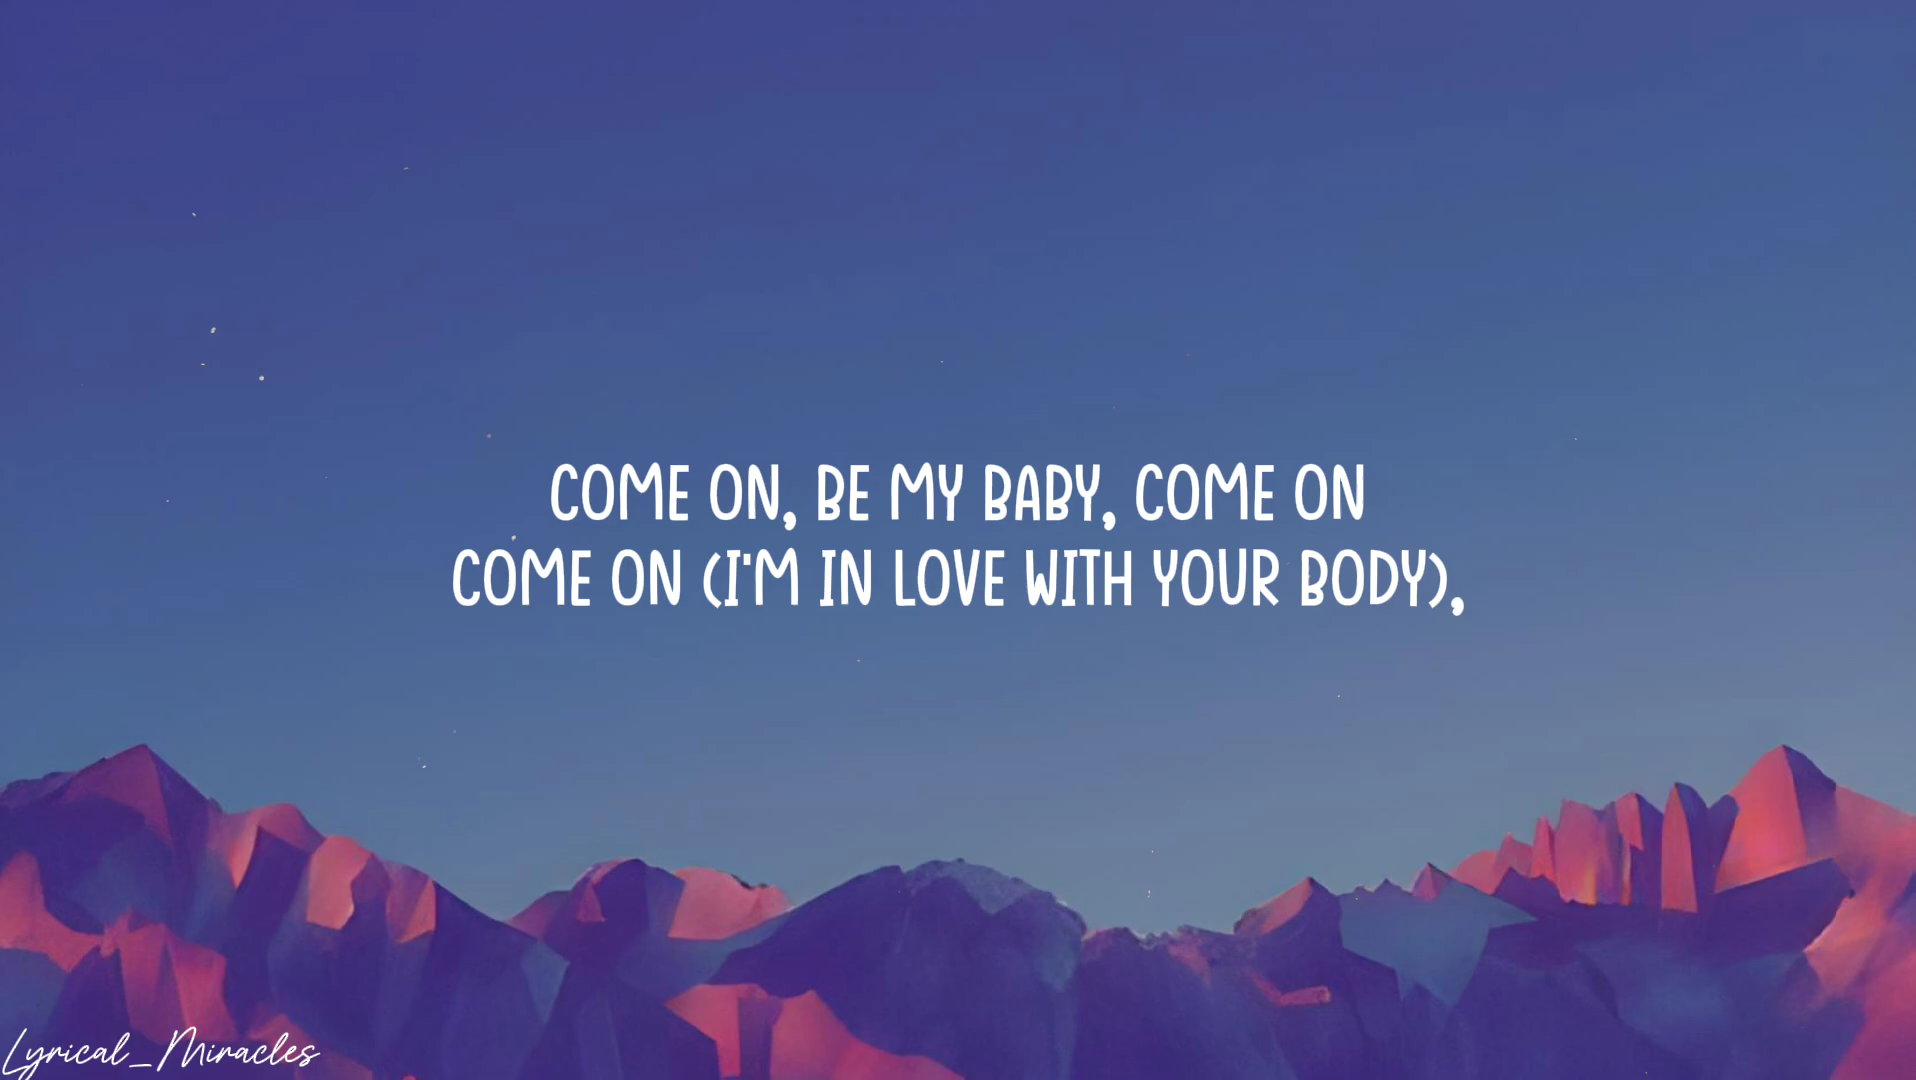 COME ON, BE MY BABY, COME ON
COME ON (I'M IN LOVE WITH YOUR BODY),
Lyrical_Miracles